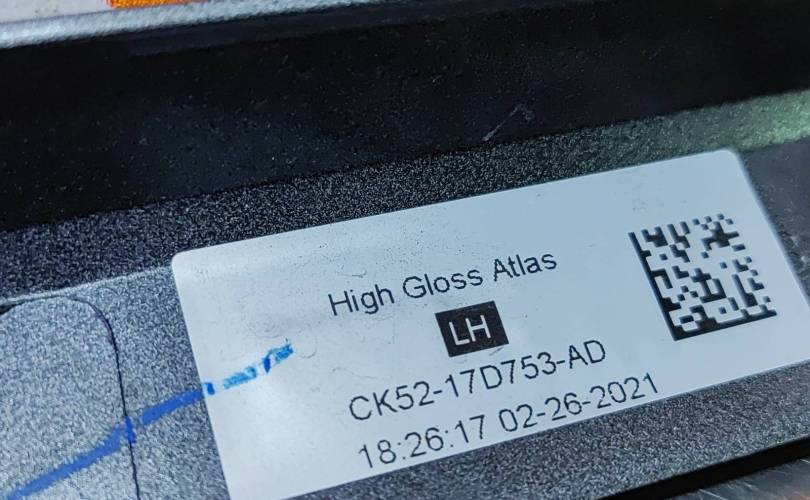 High Gloss Atlas
LH
CK52-17D753-AD
18:26:17 02-26-2021